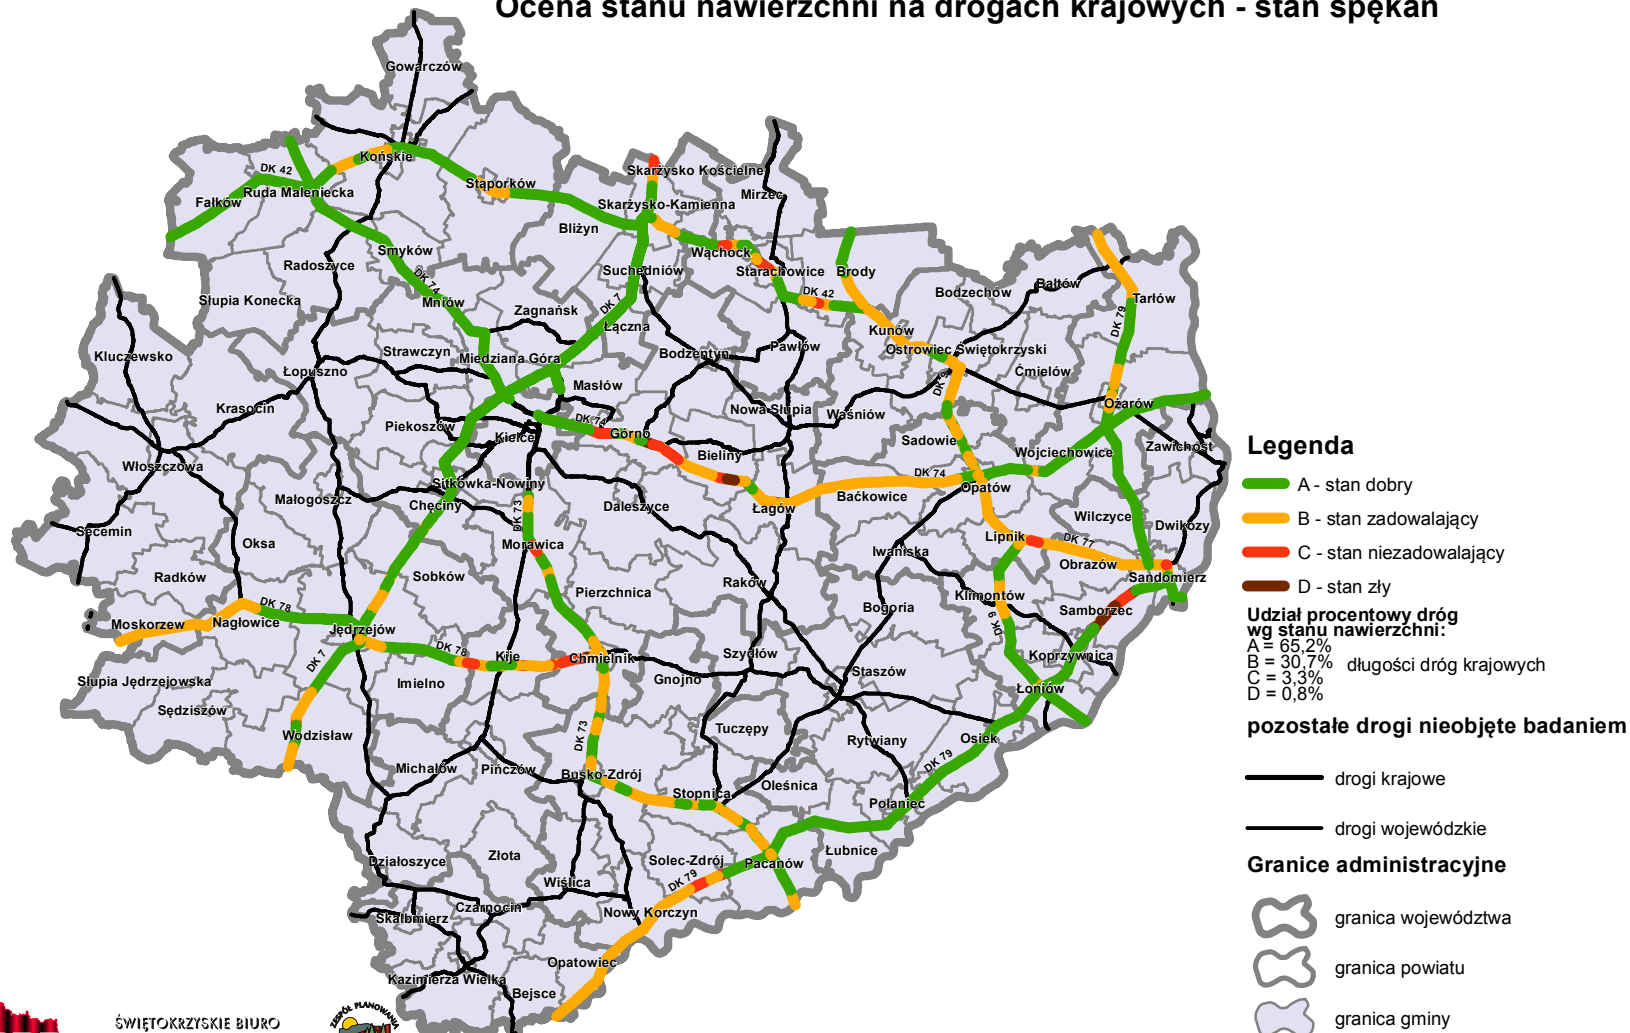 Ocena stanu nawierzchni na drogach krajowych - stan spękań
Gowarczów
Końskie
DK 42
Ruda Maleniecka
Fałków
Stąporków
Skarżysko Kościelne
Mirzec
Skarżysko-Kamienna
Bliżyn
Smyków
Wąchock
Radoszyce
DK 74
Suchedniów
Starachowice
Brody
Bałtów
Słupia Konecka
Mniów
Zagnańsk
DK 7
DK 42
Bodzechów
Tarłów
Łączna
Kunów
DK 79
Kluczewsko
Strawczyn
Miedziana Góra
Bodzentyn
Pawłów
Ostrowiec Świętokrzyski
Łopuszno
Masłów
DK 9
Ćmielów
Krasocin
Nowa Słupia
Waśniów
Ożarów
Piekoszów
DK 74
Kielce
Górno
Sadowie
Wojciechowice
Zawichost
Włoszczowa
Bieliny
DK 74
Sitkówka-Nowiny
Opatów
Małogoszcz
Chęciny
DK 73
Daleszyce
Łagów
Baćkowice
Wilczyce
Dwikozy
Secemin
Oksa
Morawica
Iwaniska
Lipnik
DK 77
Obrazów
Radków
Sobków
Pierzchnica
Raków
Sandomierz
Klimontów
Bogoria
Samborzec
DK 78
Moskorzew
Nagłowice
Jędrzejów
DK 9
DK 7
DK 78
Kije
Chmielnik
Szydłów
Koprzywnica
Słupia Jędrzejowska
Imielno
Gnojno
Staszów
Łoniów
Sędziszów
Wodzisław
DK 73
Tuczępy
Rytwiany
Osiek
Michałów
Pińczów
Busko-Zdrój
DK 79
Stopnica
Oleśnica
Połaniec
Działoszyce
Złota
Solec-Zdrój
Pacanów
Łubnice
Wiślica
DK 79
Skalbmierz
Czarnocin
Nowy Korczyn
Opatowiec
Kazimierza Wielka
Bejsce
Legenda
A - stan dobry
B - stan zadowalający
C - stan niezadowalający
D - stan zły
Udział procentowy dróg
wg stanu nawierzchni:
A = 65,2%
B = 30,7% długości dróg krajowych
C = 3,3%
D = 0,8%
pozostałe drogi nieobjęte badaniem
drogi krajowe
drogi wojewódzkie
Granice administracyjne
granica województwa
granica powiatu
granica gminy
ŚWIĘTOKRZYSKIE BIURO
ZESPÓŁ PLANOWANIA